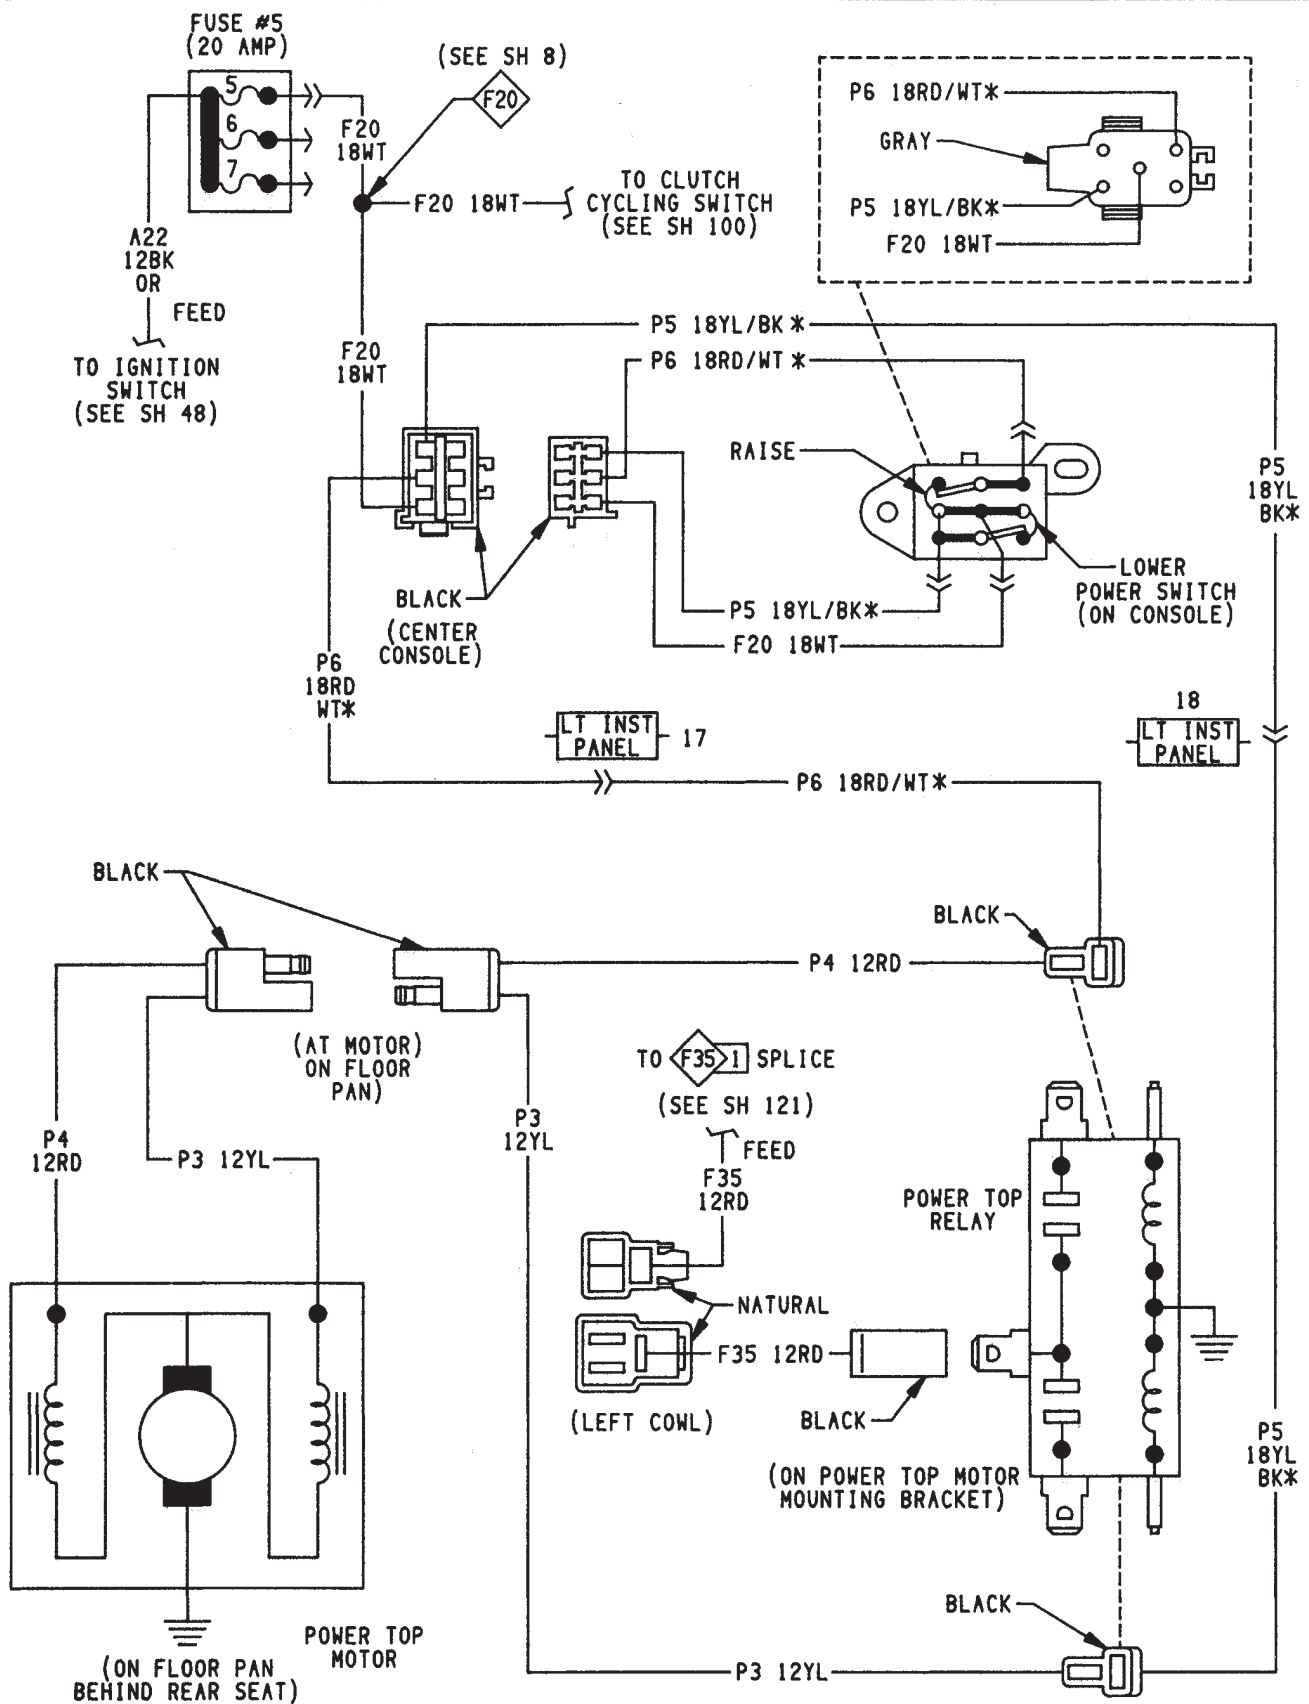 FUSE #5
(20 AMP)
5
6
7
(SEE SH 8)
F20
F20
18WT
F20 18WT
TO CLUTCH
CYCLING SWITCH
(SEE SH 100)
P6 18RD/WT*
GRAY
P5 18YL/BK*
F20 18WT
A22
12BK
OR
FEED
TO IGNITION
SWITCH
(SEE SH 48)
F20
18WT
P5 18YL/BK*
P6 18RD/WT*
RAISE
P5
18YL
BK*
LOWER
POWER SWITCH
(ON CONSOLE)
BLACK
(CENTER
CONSOLE)
P5 18YL/BK*
F20 18WT
P6
18RD
WT*
LT INST
PANEL
17
18
LT INST
PANEL
P6 18RD/WT*
BLACK
BLACK
P4 12RD
(AT MOTOR)
ON FLOOR
PAN)
TO F35 1 SPLICE
(SEE SH 121)
FEED
F35
12RD
P3
12YL
P4
12RD
P3 12YL
POWER TOP
RELAY
NATURAL
F35 12RD
(LEFT COWL)
BLACK
(ON POWER TOP MOTOR
MOUNTING BRACKET)
P5
18YL
BK*
BLACK
POWER TOP
MOTOR
(ON FLOOR PAN
BEHIND REAR SEAT)
P3 12YL